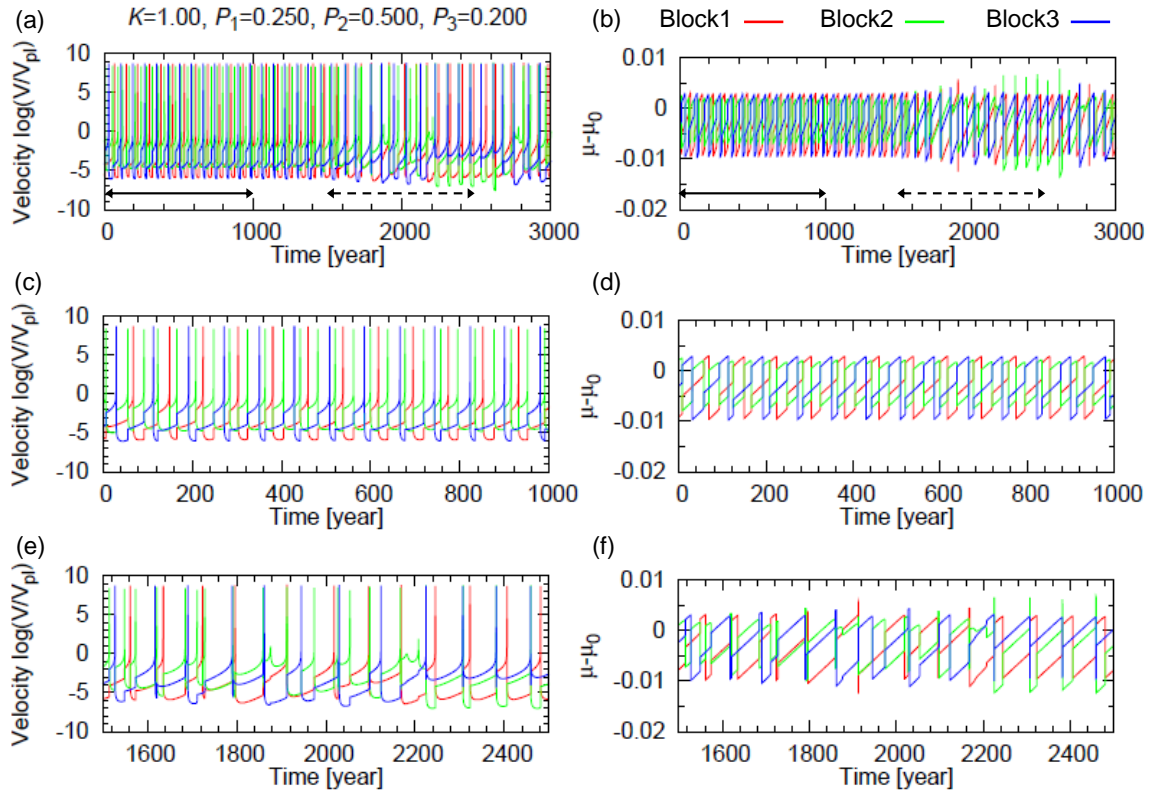 K=1.00, P1=0.250, P2=0.500, P3=0.200
Block1 Block2 Block3
(a) (b)
Velocity log(V/Vpl)
10
5
0
-5
-10
0 1000 2000 3000
Time [year]
μ-μ0
0.01
0
-0.01
-0.02
0 1000 2000 3000
Time [year]
(c) (d)
Velocity log(V/Vpl)
10
5
0
-5
-10
0 200 400 600 800 1000
Time [year]
μ-μ0
0.01
0
-0.01
-0.02
0 200 400 600 800 1000
Time [year]
(e) (f)
Velocity log(V/Vpl)
10
5
0
-5
-10
1600 1800 2000 2200 2400
Time [year]
μ-μ0
0.01
0
-0.01
-0.02
1600 1800 2000 2200 2400
Time [year]